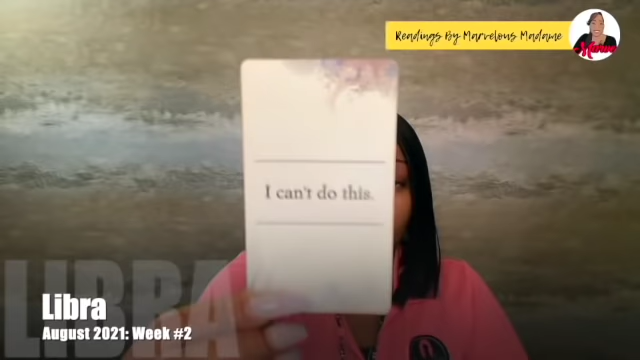 Readings By Marvelous Madame
I can't do this.
LIBRA
Libra
August 2021: Week #2